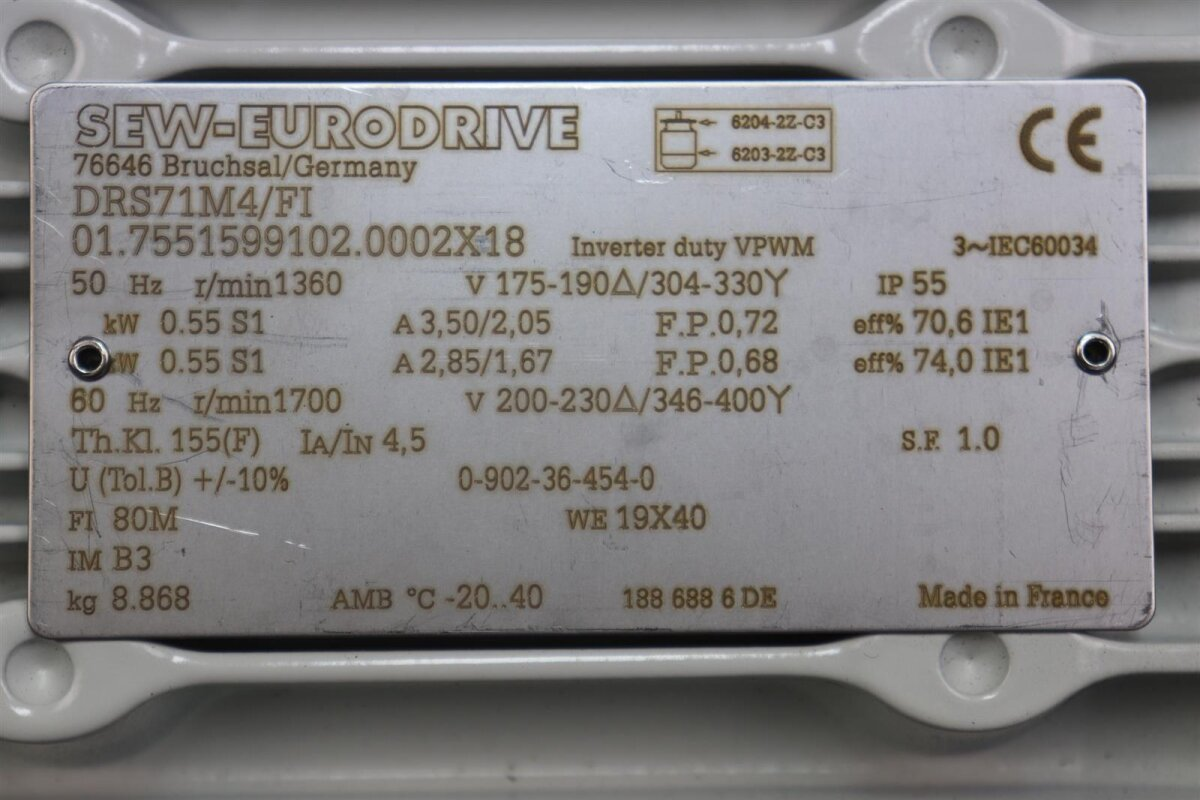 SEW-EURODRIVE
6204-2Z-C3
6203-2Z-C3
CE
76646 Bruchsal/Germany
DRS71M4/FI
01.7551599102.0002X18 Inverter duty VPWM 3~IEC60034
50 Hz r/min1360 V 175-190Δ/304-330Y IP 55
kW 0.55 S1 A 3,50/2,05 F.P.0,72 eff% 70,6 IE1
kW 0.55 S1 A 2,85/1,67 F.P.0,68 eff% 74,0 IE1
60 Hz r/min1700 V 200-230Δ/346-400Y
Th.Kl. 155(F) IA/IN 4,5 S.F. 1.0
U (Tol.B) +/-10% 0-902-36-454-0
FI 80M WE 19X40
IM B3
kg 8.868 AMB °C -20..40 188 688 6 DE Made in France